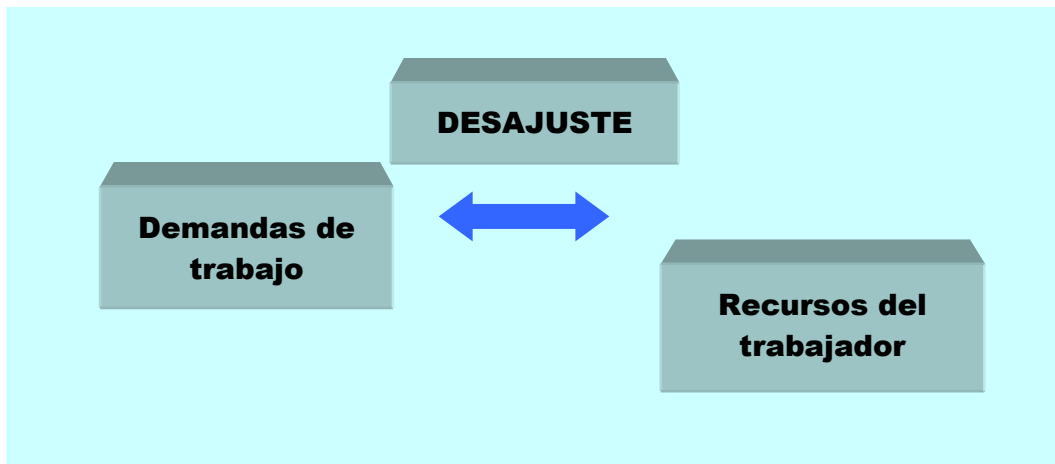 DESAJUSTE
Demandas de
trabajo
Recursos del
trabajador